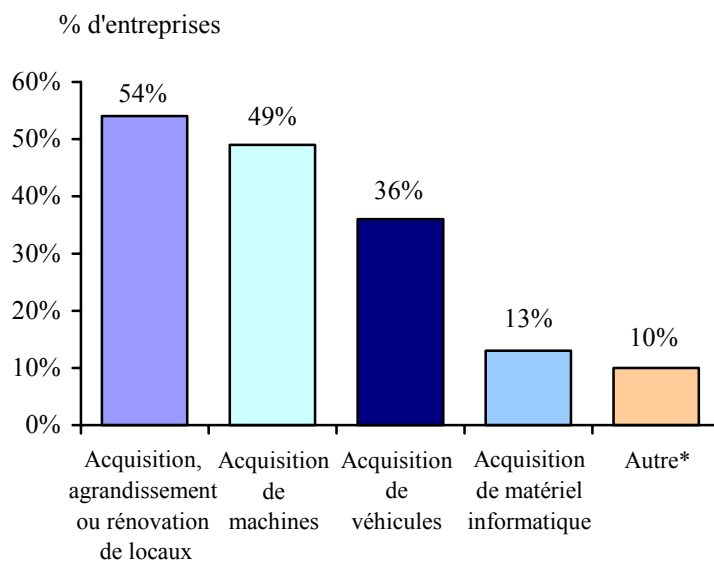 % d'entreprises
60%
50%
40%
30%
20%
10%
0%
54%
49%
36%
13%
10%
Acquisition,
agrandissement
ou rénovation
de locaux
Acquisition
de
machines
Acquisition
de
véhicules
Acquisition
de matériel
informatique
Autre*